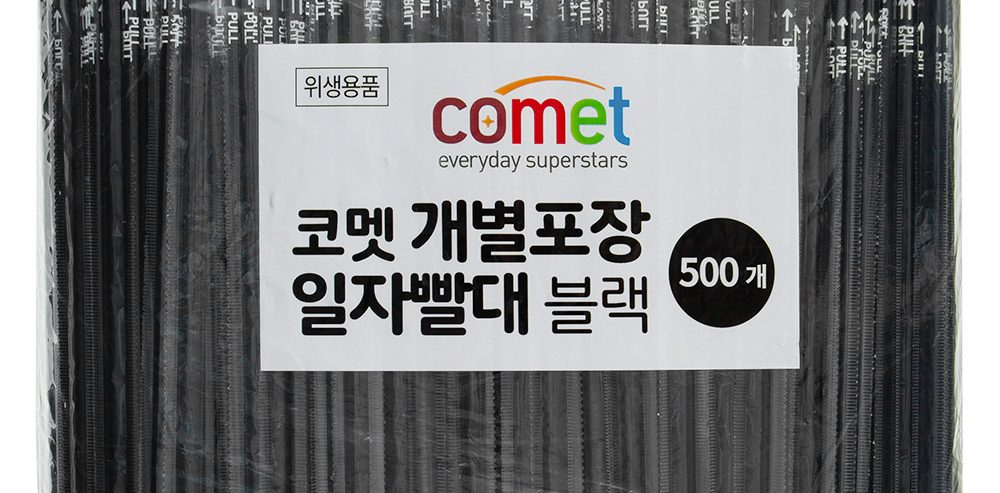 위생용품
comet
everyday superstars
코멧 개별포장
일자빨대 블랙
500 개